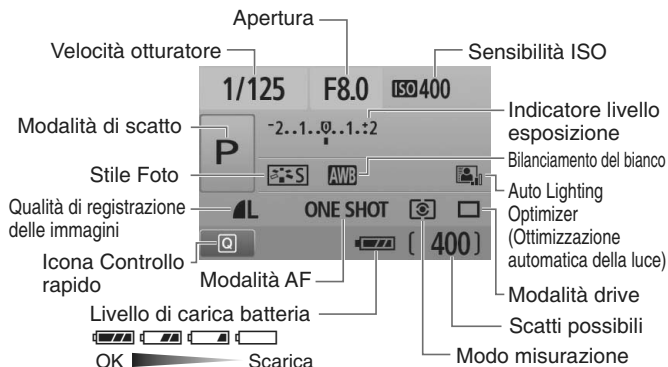 Apertura
Velocità otturatore
Sensibilità ISO
1/125 F8.0 ISO 400
Modalità di scatto
-2..1..0..1.:2
Indicatore livello
esposizione
P
Stile Foto
S AWB
Bilanciamento del bianco
Auto Lighting
Optimizer
(Ottimizzazione
automatica della luce)
Qualità di registrazione
delle immagini
L ONE SHOT
Icona Controllo
rapido
Q
Modalità AF
[ 400 ]
Modalità drive
Livello di carica batteria
Scatti possibili
OK Scarica
Modo misurazione